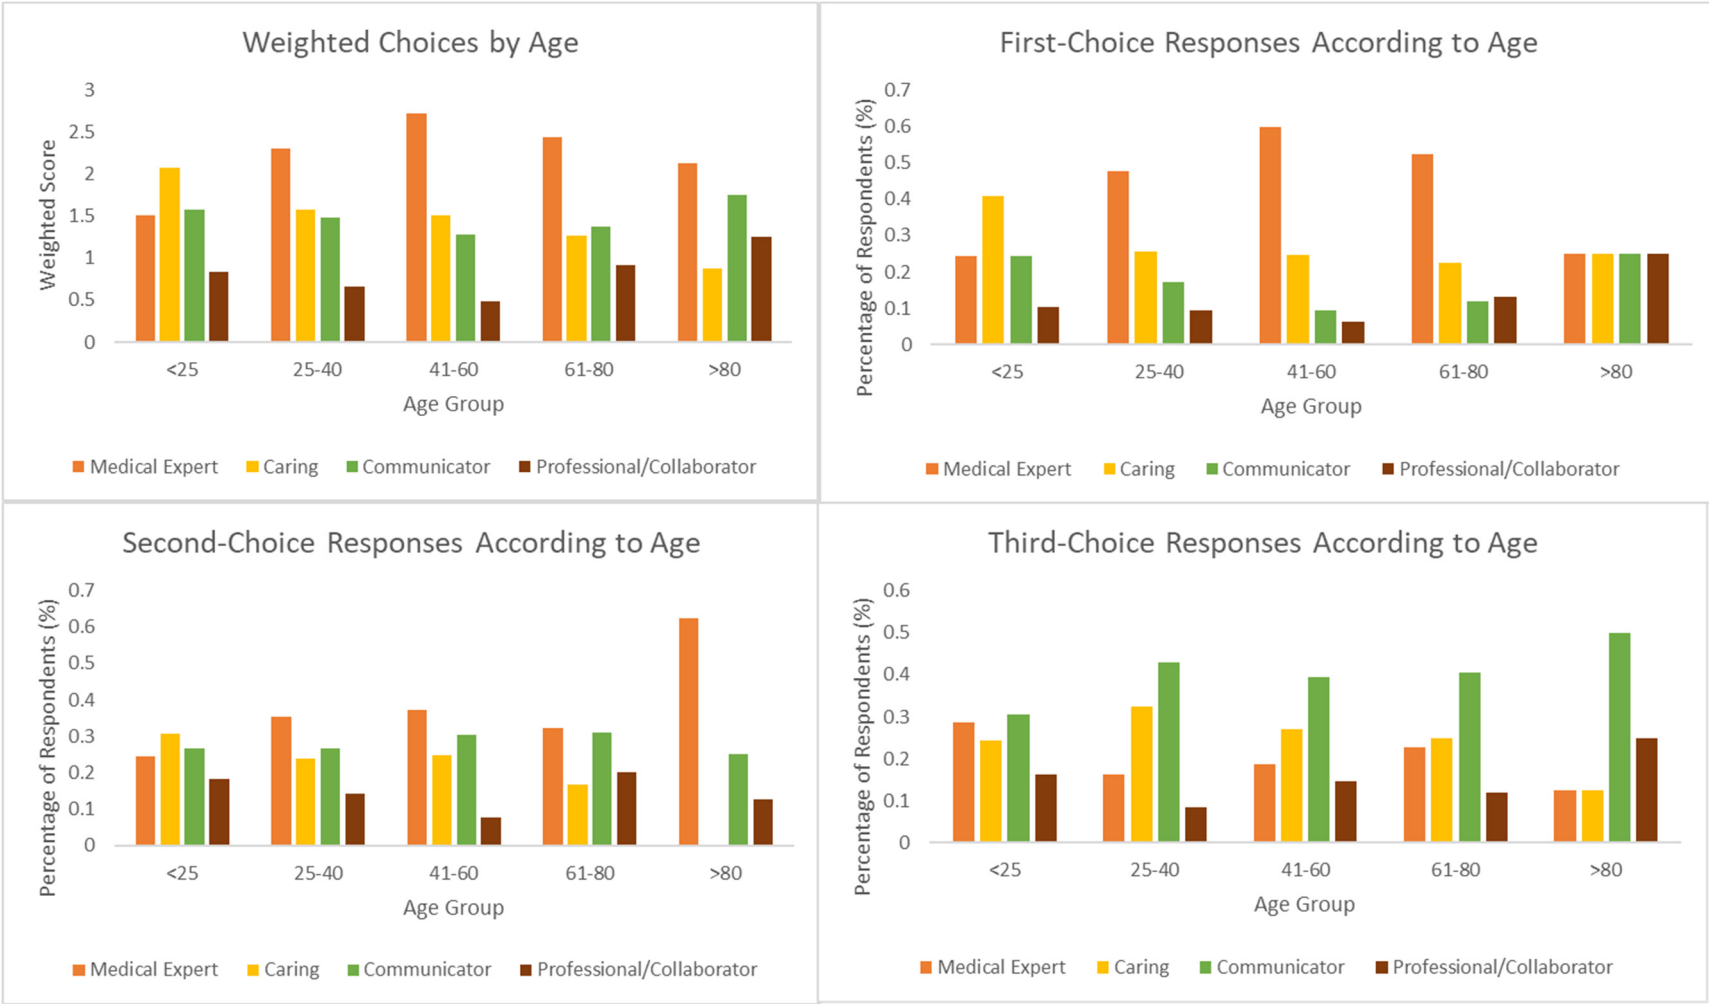 Weighted Choices by Age
Weighted Score
3
2.5
2
1.5
1
0.5
0
<25 25-40 41-60 61-80 >80
Age Group
Medical Expert Caring Communicator Professional/Collaborator
First-Choice Responses According to Age
Percentage of Respondents (%)
0.7
0.6
0.5
0.4
0.3
0.2
0.1
0
<25 25-40 41-60 61-80 >80
Age Group
Medical Expert Caring Communicator Professional/Collaborator
Second-Choice Responses According to Age
Percentage of Respondents (%)
0.7
0.6
0.5
0.4
0.3
0.2
0.1
0
<25 25-40 41-60 61-80 >80
Age Group
Medical Expert Caring Communicator Professional/Collaborator
Third-Choice Responses According to Age
Percentage of Respondents (%)
0.6
0.5
0.4
0.3
0.2
0.1
0
<25 25-40 41-60 61-80 >80
Age Group
Medical Expert Caring Communicator Professional/Collaborator